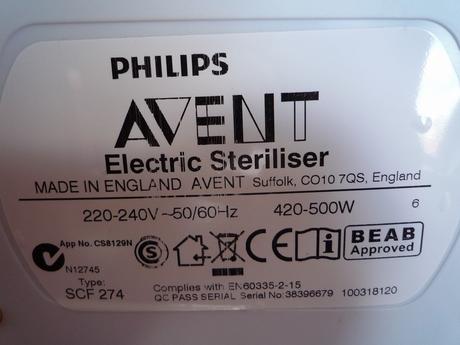 PHILIPS
AVENT
Electric Steriliser
MADE IN ENGLAND AVENT Suffolk, CO10 7QS, England
220-240V~50/60Hz 420-500W 6
App No. CS8129N
N12745
S
CE
i
BEAB
Approved
Type:
SCF 274
Complies with EN60335-2-15
QC PASS SERIAL Serial No: 38396679 100318120